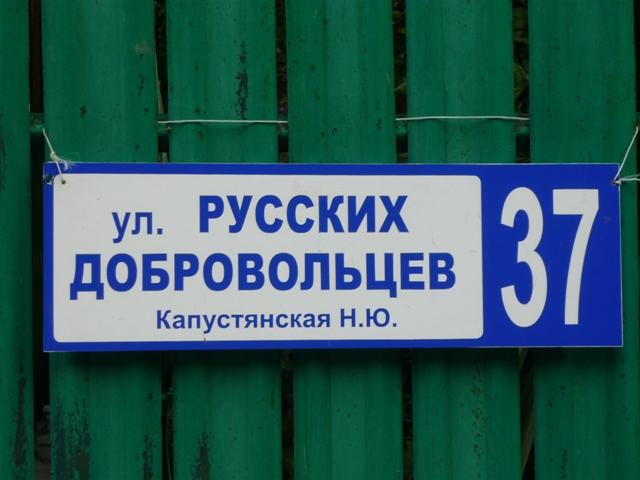 ул. РУССКИХ
ДОБРОВОЛЬЦЕВ
Капустянская Н.Ю.
37